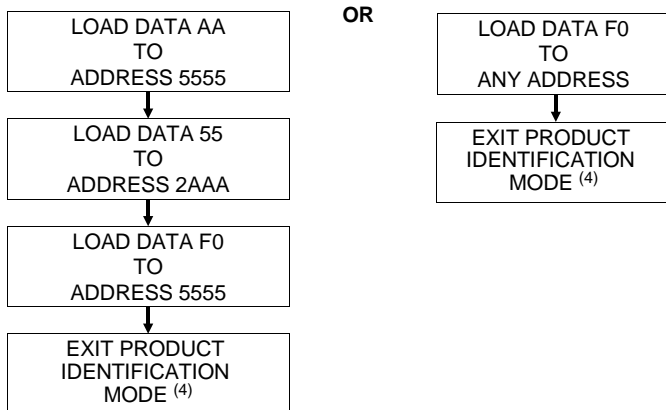 LOAD DATA AA
TO
ADDRESS 5555
LOAD DATA 55
TO
ADDRESS 2AAA
LOAD DATA F0
TO
ADDRESS 5555
EXIT PRODUCT
IDENTIFICATION
MODE (4)
OR
LOAD DATA F0
TO
ANY ADDRESS
EXIT PRODUCT
IDENTIFICATION
MODE (4)